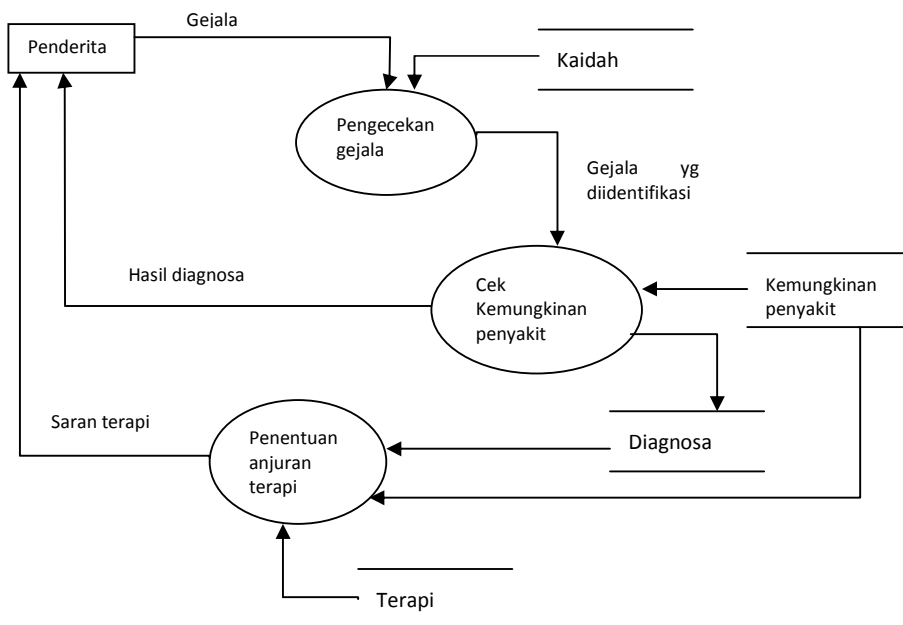 Gejala
Penderita
Kaidah
Pengecekan
gejala
Gejala yg
diidentifikasi
Hasil diagnosa
Cek
Kemungkinan
penyakit
Kemungkinan
penyakit
Saran terapi
Penentuan
anjuran
terapi
Diagnosa
Terapi